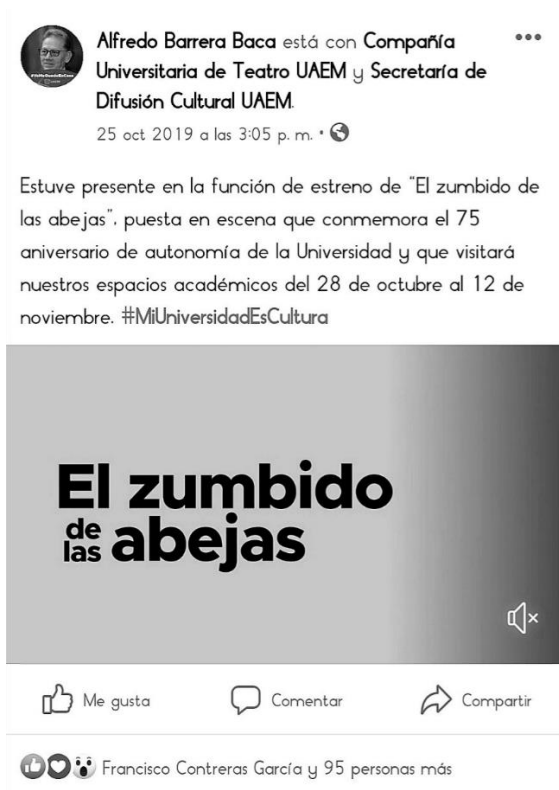 Alfredo Barrera Baca está con Compañía
Universitaria de Teatro UAEM y Secretaría de
Difusión Cultural UAEM.
25 oct 2019 a las 3:05 p. m. ·
Estuve presente en la función de estreno de "El zumbido de
las abejas", puesta en escena que conmemora el 75
aniversario de autonomía de la Universidad y que visitará
nuestros espacios académicos del 28 de octubre al 12 de
noviembre. #MiUniversidadEsCultura
El zumbido
de las abejas
Me gusta
Comentar
Compartir
Francisco Contreras García y 95 personas más